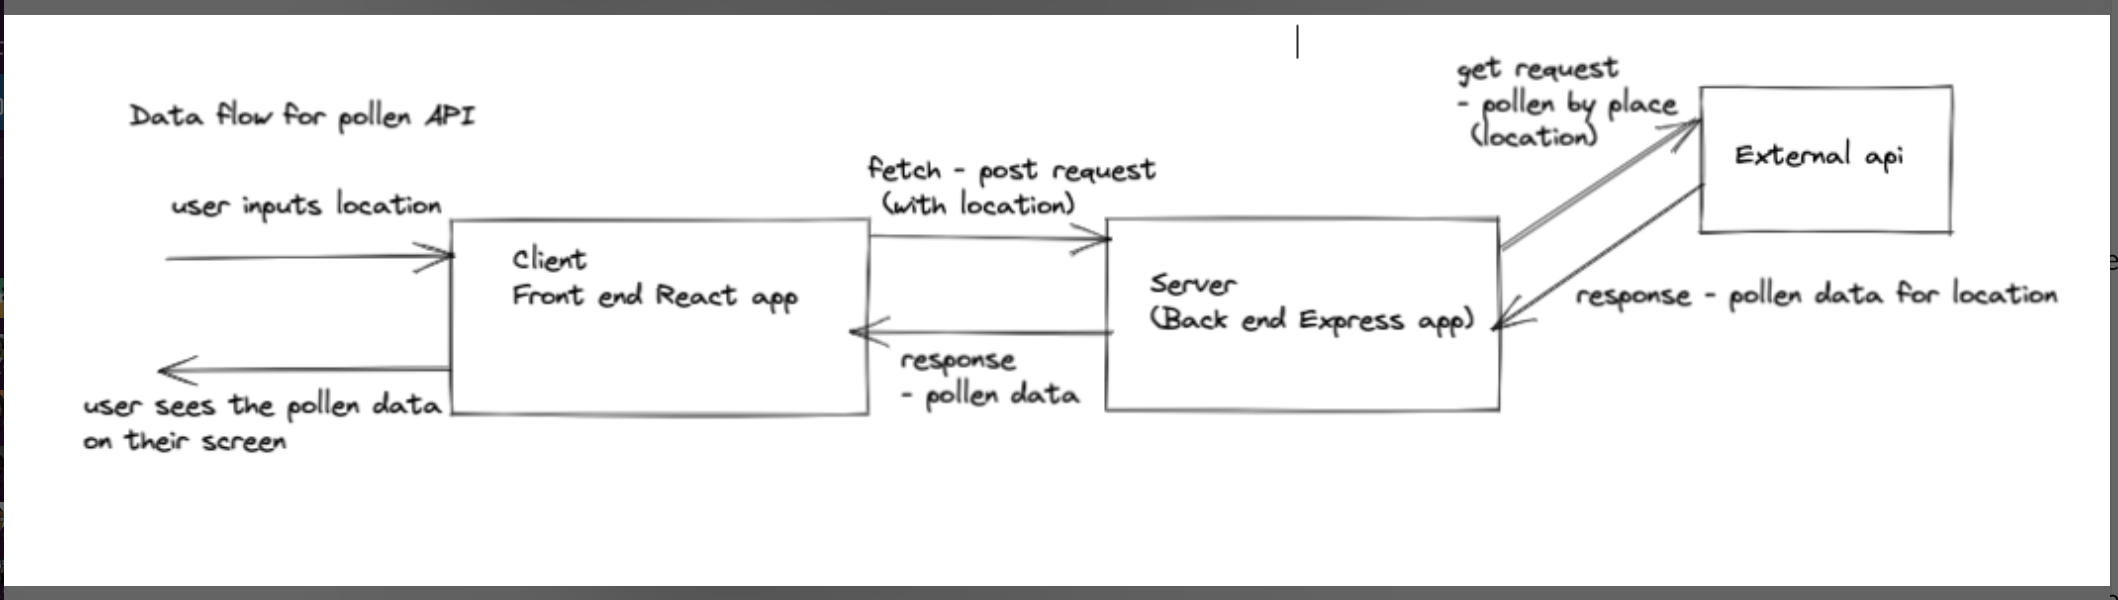 Data flow for pollen API
user inputs location
Client
Front end React app
user sees the pollen data
on their screen
fetch - post request
(with location)
response
- pollen data
Server
(Back end Express app)
get request
- pollen by place
(location)
External api
response - pollen data for location